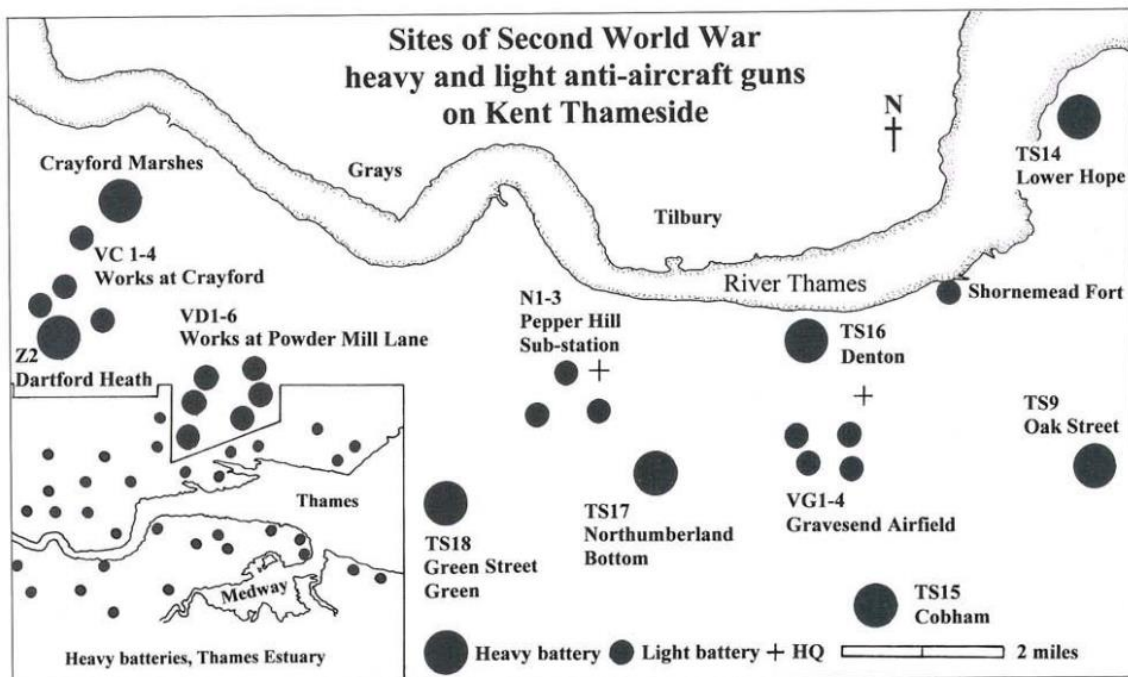 Sites of Second World War
heavy and light anti-aircraft guns
on Kent Thameside
N
Crayford Marshes
Grays
TS14
Lower Hope
Tilbury
VC 1-4
Works at Crayford
River Thames
N1-3
Pepper Hill
Sub-station
Shornemead Fort
VD1-6
Works at Powder Mill Lane
TS16
Denton
Z2
Dartford Heath
TS9
Oak Street
Thames
TS17
Northumberland
Bottom
VG1-4
Gravesend Airfield
TS18
Green Street
Green
Medway
TS15
Cobham
Heavy batteries, Thames Estuary
Heavy battery
Light battery
HQ
2 miles